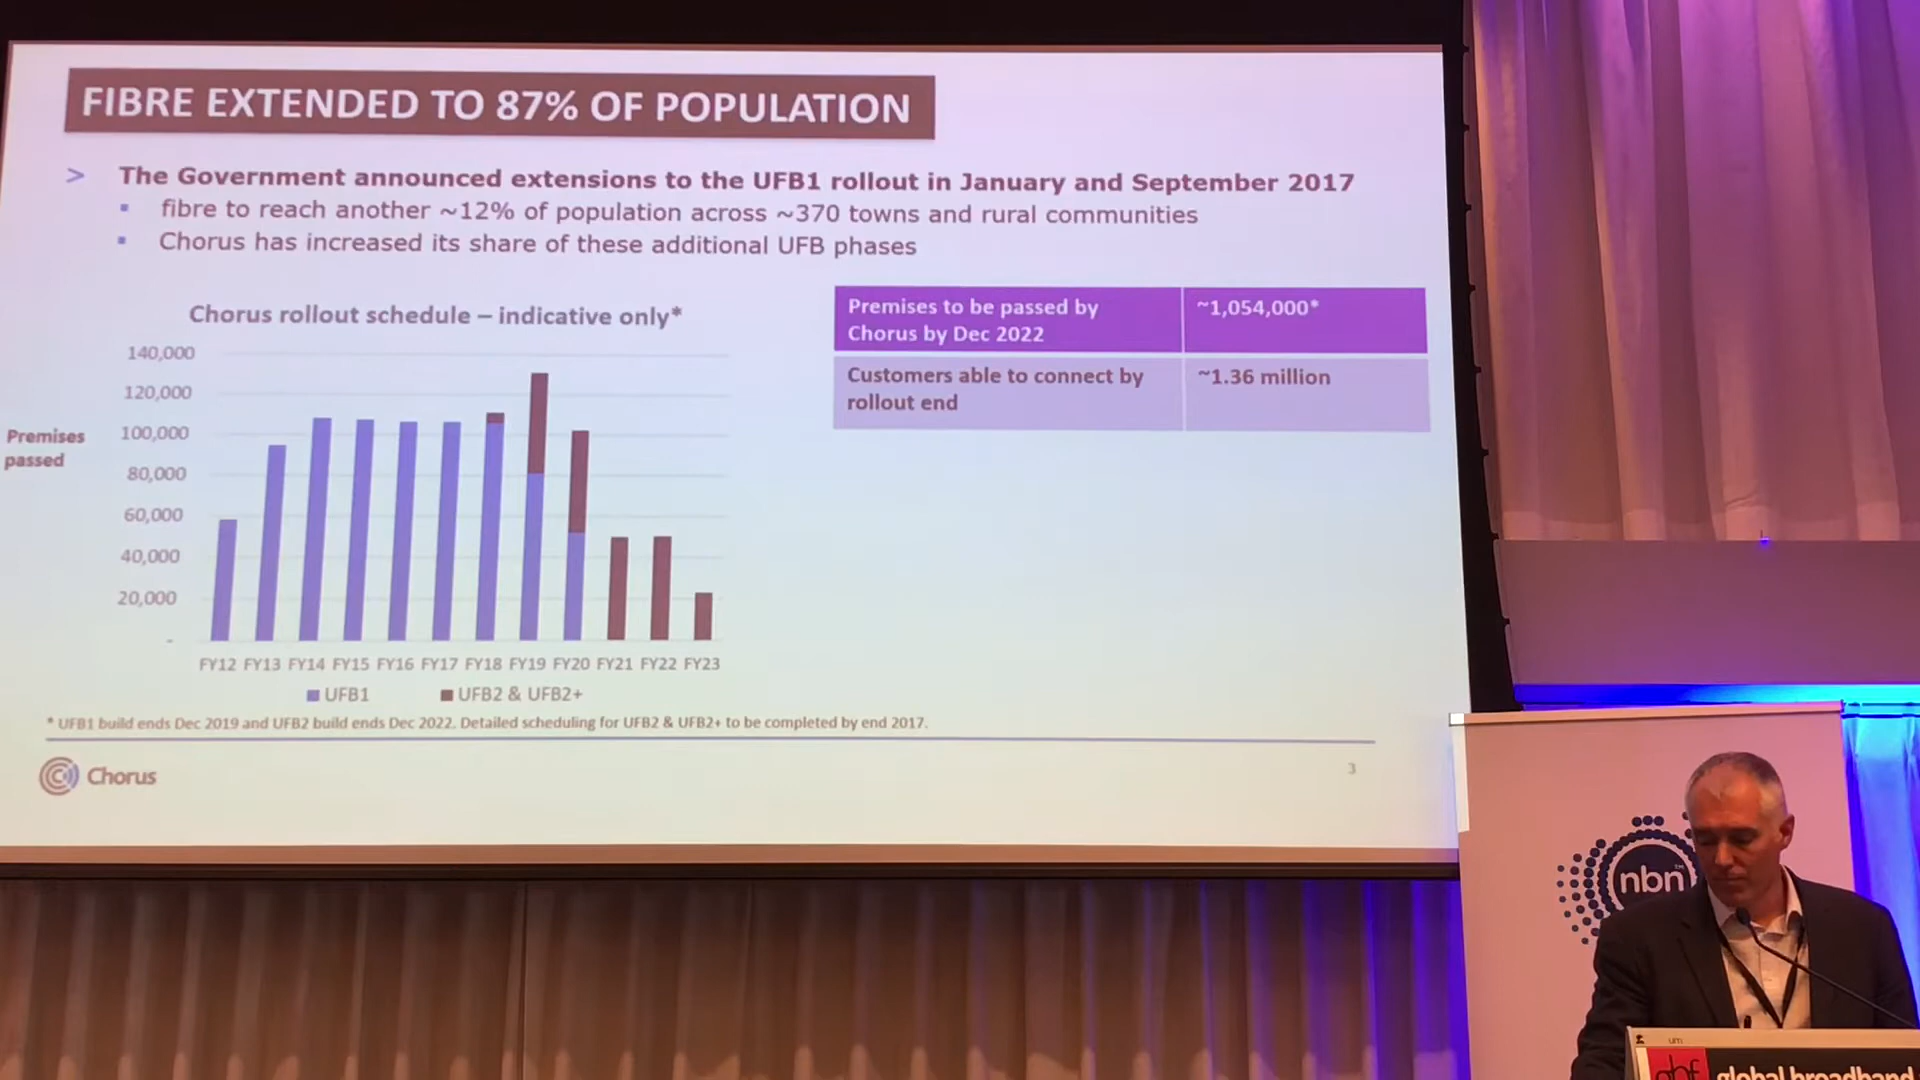 FIBRE EXTENDED TO 87% OF POPULATION
> The Government announced extensions to the UFB1 rollout in January and September 2017
▪ fibre to reach another ~12% of population across ~370 towns and rural communities
▪ Chorus has increased its share of these additional UFB phases
Chorus rollout schedule – indicative only*
140,000
120,000
100,000
80,000
60,000
40,000
20,000
-
Premises
passed
FY12 FY13 FY14 FY15 FY16 FY17 FY18 FY19 FY20 FY21 FY22 FY23
UFB1 UFB2 & UFB2+
Premises to be passed by
Chorus by Dec 2022
~1,054,000*
Customers able to connect by
rollout end
~1.36 million
* UFB1 build ends Dec 2019 and UFB2 build ends Dec 2022. Detailed scheduling for UFB2 & UFB2+ to be completed by end 2017.
Chorus
3
nbn
gbf global broadband